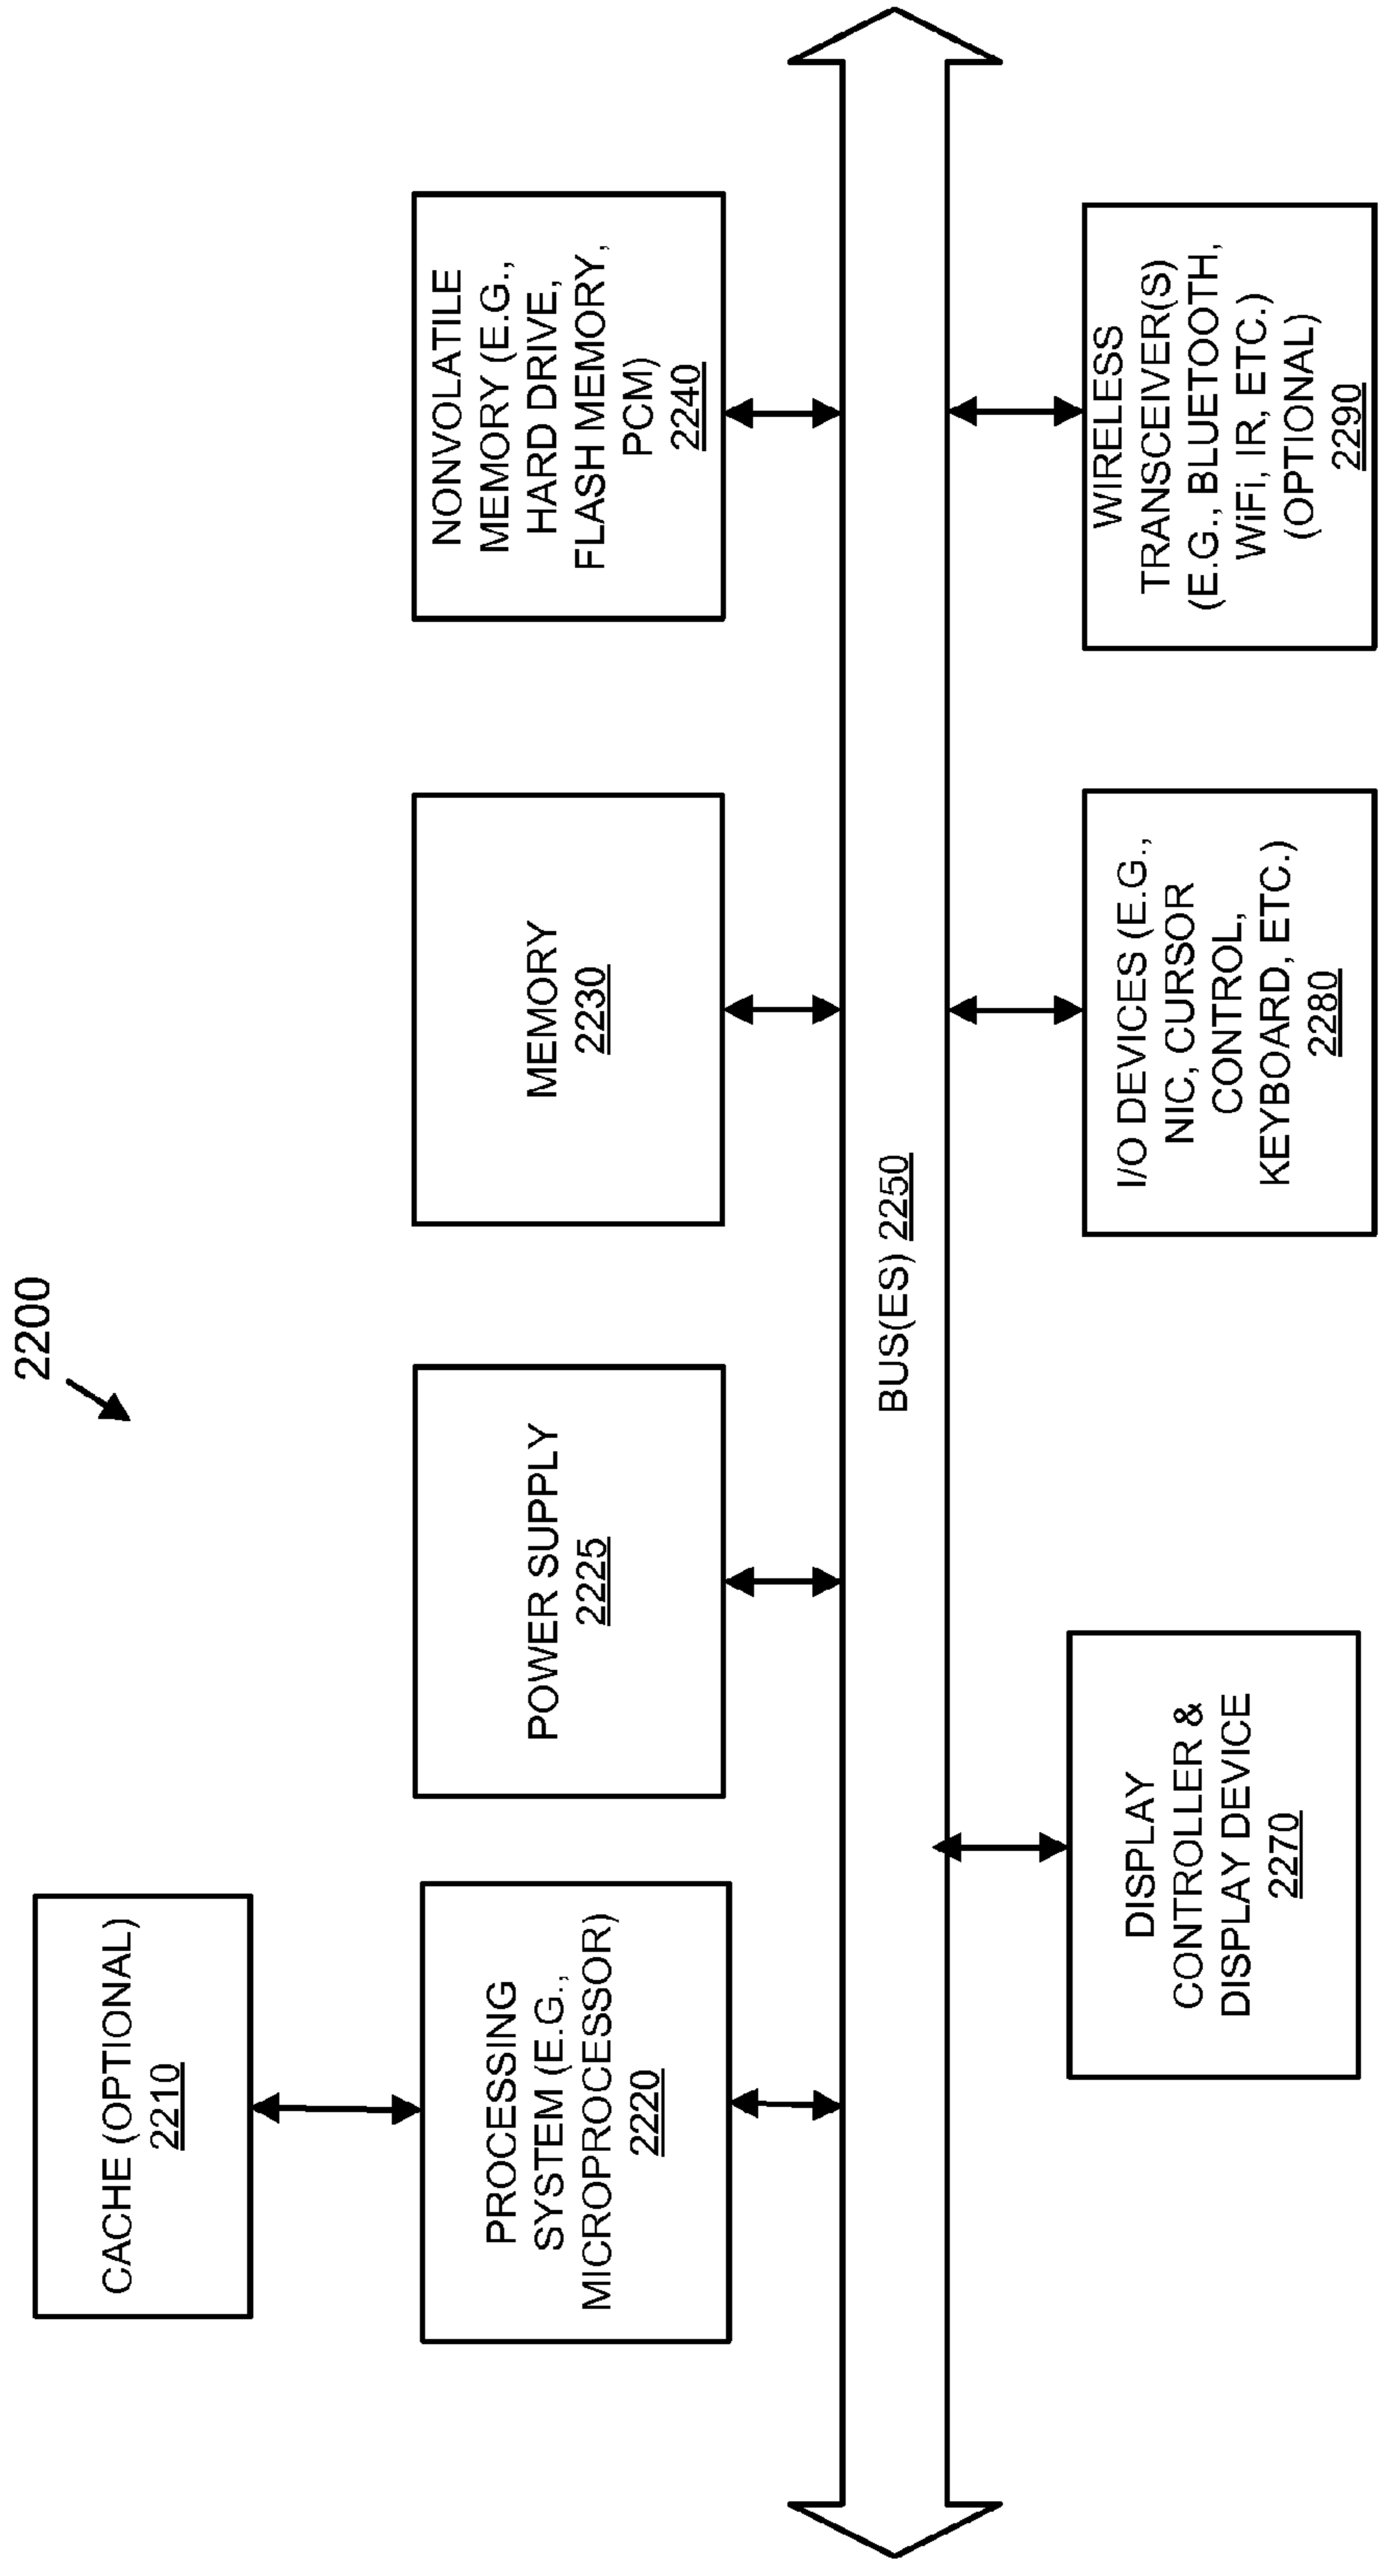 2200
CACHE (OPTIONAL)
2210
PROCESSING
SYSTEM (E.G.,
MICROPROCESSOR)
2220
POWER SUPPLY
2225
MEMORY
2230
NONVOLATILE
MEMORY (E.G.,
HARD DRIVE,
FLASH MEMORY,
PCM)
2240
BUS(ES) 2250
DISPLAY
CONTROLLER &
DISPLAY DEVICE
2270
I/O DEVICES (E.G.,
NIC, CURSOR
CONTROL,
KEYBOARD, ETC.)
2280
WIRELESS
TRANSCEIVER(S)
(E.G., BLUETOOTH,
WiFi, IR, ETC.)
(OPTIONAL)
2290